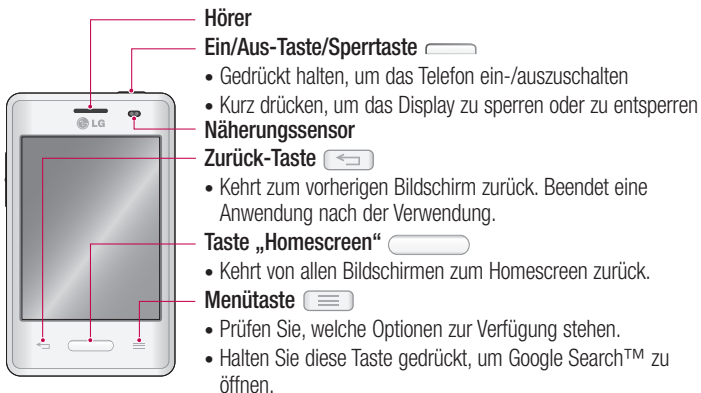 Hörer
Ein/Aus-Taste/Sperrtaste
• Gedrückt halten, um das Telefon ein-/auszuschalten
• Kurz drücken, um das Display zu sperren oder zu entsperren
LG
Näherungssensor
Zurück-Taste
• Kehrt zum vorherigen Bildschirm zurück. Beendet eine
Anwendung nach der Verwendung.
Taste „Homescreen“
• Kehrt von allen Bildschirmen zum Homescreen zurück.
Menütaste
• Prüfen Sie, welche Optionen zur Verfügung stehen.
• Halten Sie diese Taste gedrückt, um Google Search™ zu
öffnen.